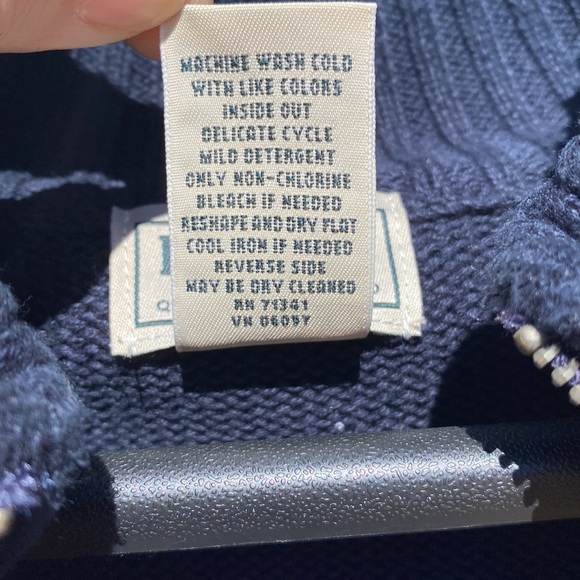 MACHINE WASH COLD
WITH LIKE COLORS
INSIDE OUT
DELICATE CYCLE
MILD DETERGENT
ONLY NON-CHLORINE
BLEACH IF NEEDED
RESHAPE AND DRY FLAT
COOL IRON IF NEEDED
REVERSE SIDE
MAY BE DRY CLEANED
RN 71341
VN 06097